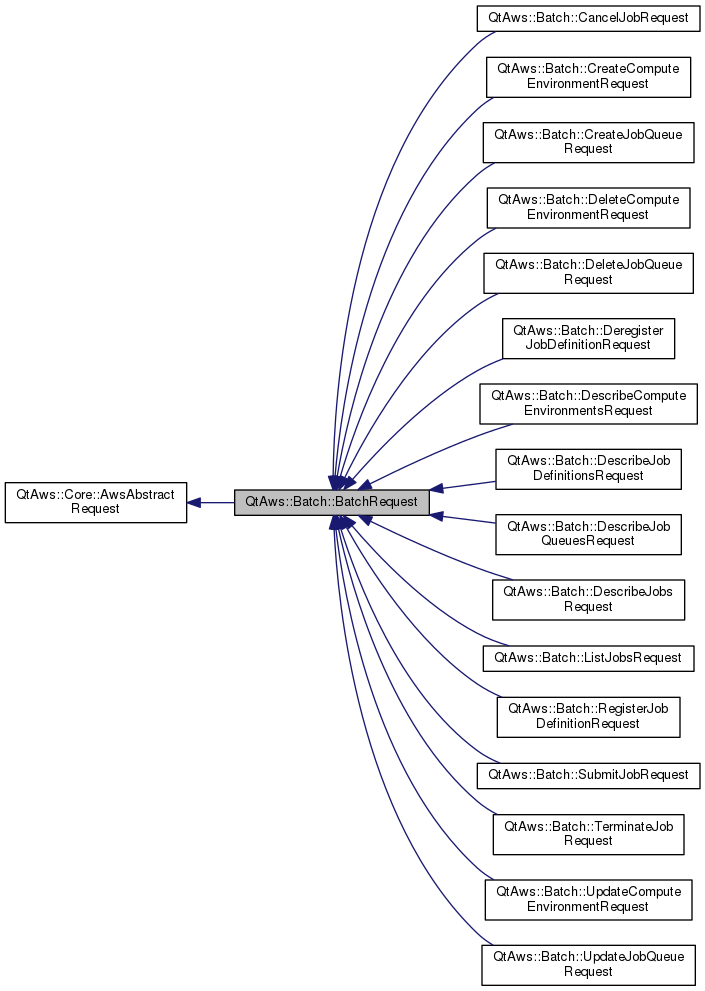 QtAws::Batch::CancelJobRequest
QtAws::Batch::CreateCompute
EnvironmentRequest
QtAws::Batch::CreateJobQueue
Request
QtAws::Batch::DeleteCompute
EnvironmentRequest
QtAws::Batch::DeleteJobQueue
Request
QtAws::Batch::Deregister
JobDefinitionRequest
QtAws::Batch::DescribeCompute
EnvironmentsRequest
QtAws::Batch::DescribeJob
DefinitionsRequest
QtAws::Core::AwsAbstract
Request
QtAws::Batch::BatchRequest
QtAws::Batch::DescribeJob
QueuesRequest
QtAws::Batch::DescribeJobs
Request
QtAws::Batch::ListJobsRequest
QtAws::Batch::RegisterJob
DefinitionRequest
QtAws::Batch::SubmitJobRequest
QtAws::Batch::TerminateJob
Request
QtAws::Batch::UpdateCompute
EnvironmentRequest
QtAws::Batch::UpdateJobQueue
Request